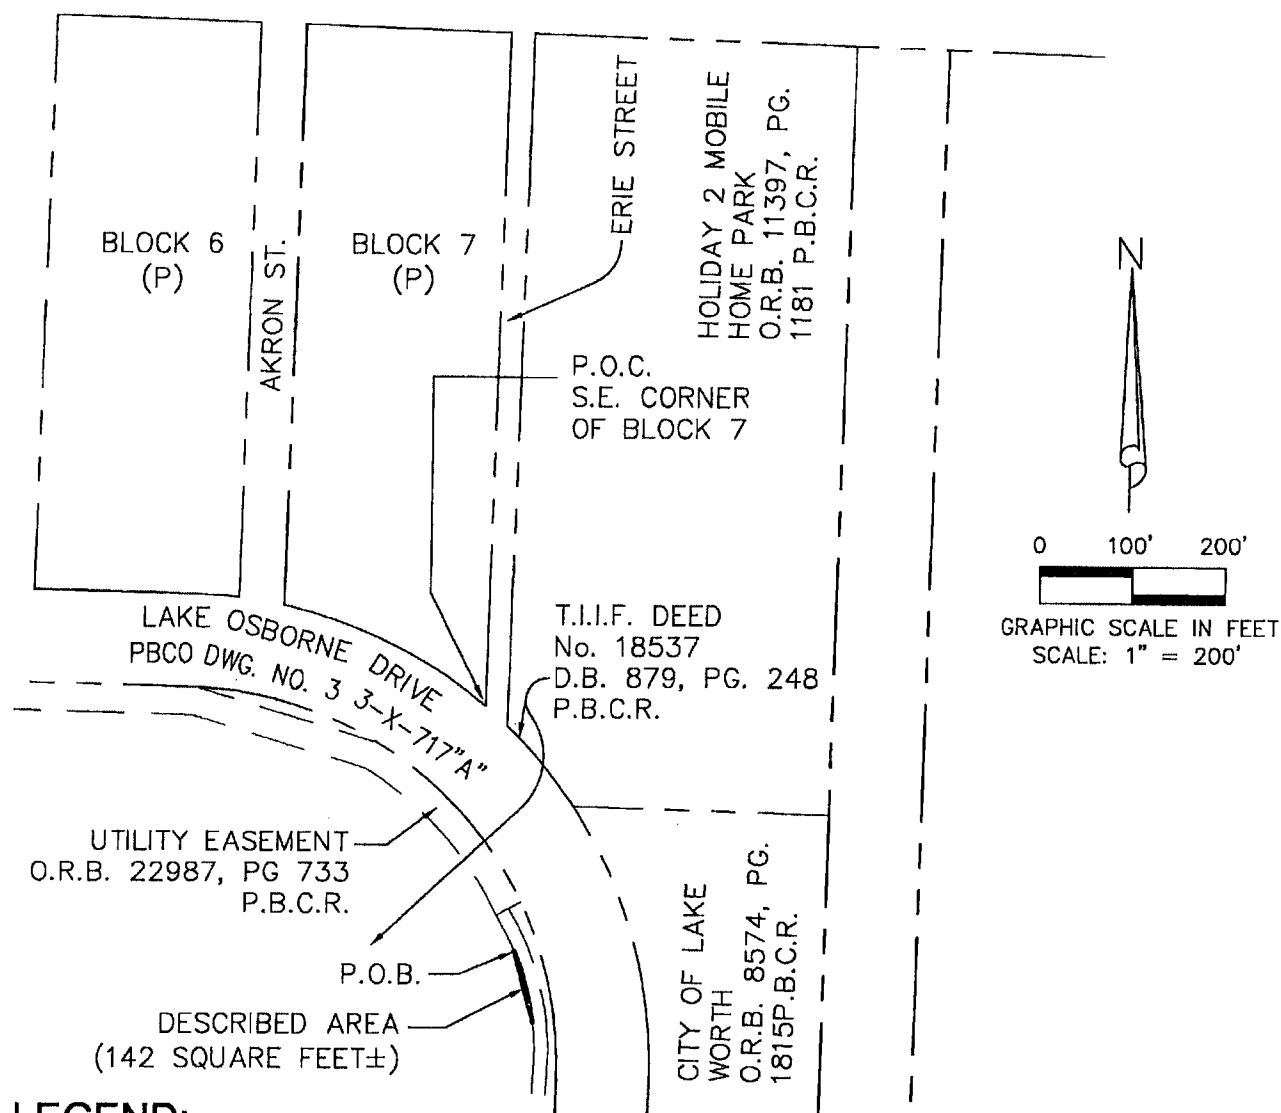 ERIE STREET
HOLIDAY 2 MOBILE
HOME PARK
O.R.B. 11397, PG.
1181 P.B.C.R.
BLOCK 6
(P)
AKRON ST.
BLOCK 7
(P)
N
P.O.C.
S.E. CORNER
OF BLOCK 7
0 100' 200'
GRAPHIC SCALE IN FEET
SCALE: 1" = 200'
LAKE OSBORNE DRIVE
PBCO DWG. NO. 3 3-X-717"A"
T.I.I.F. DEED
No. 18537
D.B. 879, PG. 248
P.B.C.R.
UTILITY EASEMENT
O.R.B. 22987, PG 733
P.B.C.R.
P.O.B.
DESCRIBED AREA
(142 SQUARE FEET±)
CITY OF LAKE
WORTH
O.R.B. 8574, PG.
1815P.B.C.R.
LEGEND: